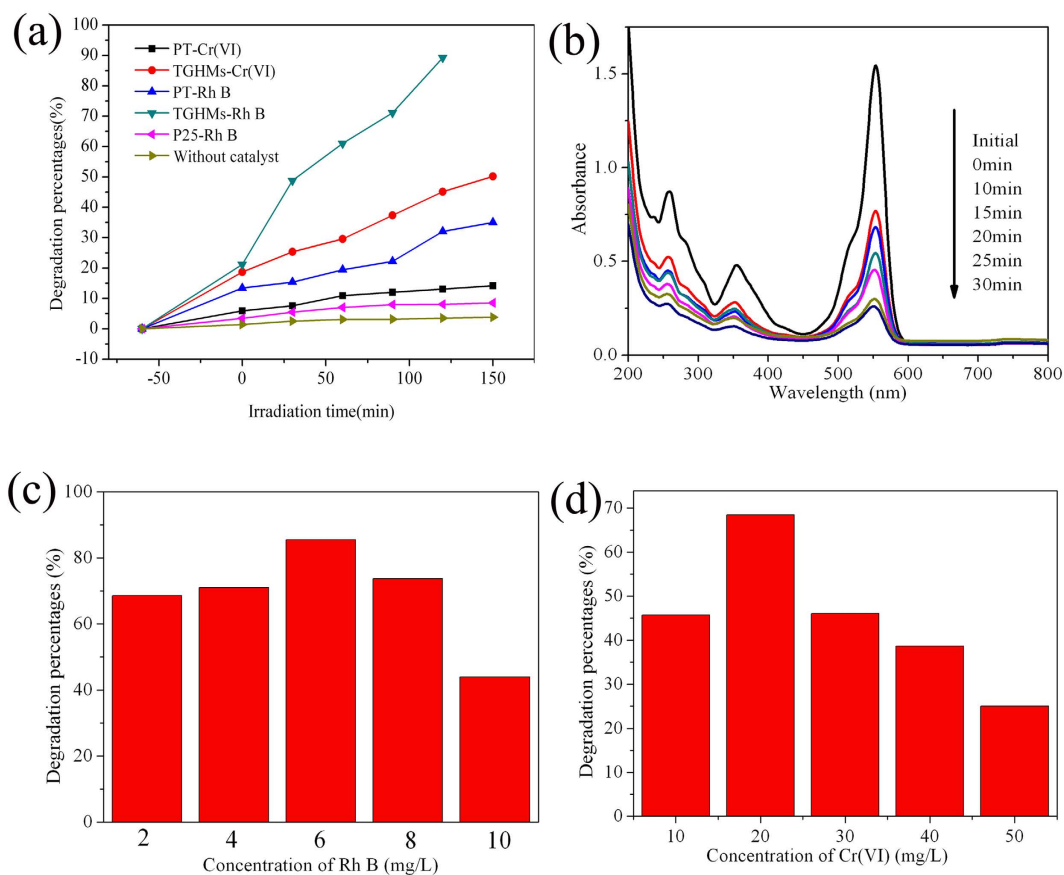 (a)
100
90
80
70
60
50
40
30
20
10
0
-10
Degradation percentages(%)
PT-Cr(VI)
TGHMs-Cr(VI)
PT-Rh B
TGHMs-Rh B
P25-Rh B
Without catalyst
-50 0 50 100 150
Irradiation time(min)
(b)
1.5
1.0
0.5
0.0
Absorbance
Initial
0min
10min
15min
20min
25min
30min
200 300 400 500 600 700 800
Wavelength (nm)
(c)
100
80
60
40
20
0
Degradation percentages (%)
2 4 6 8 10
Concentration of Rh B (mg/L)
(d)
70
60
50
40
30
20
10
0
Degradation percentages (%)
10 20 30 40 50
Concentration of Cr(VI) (mg/L)